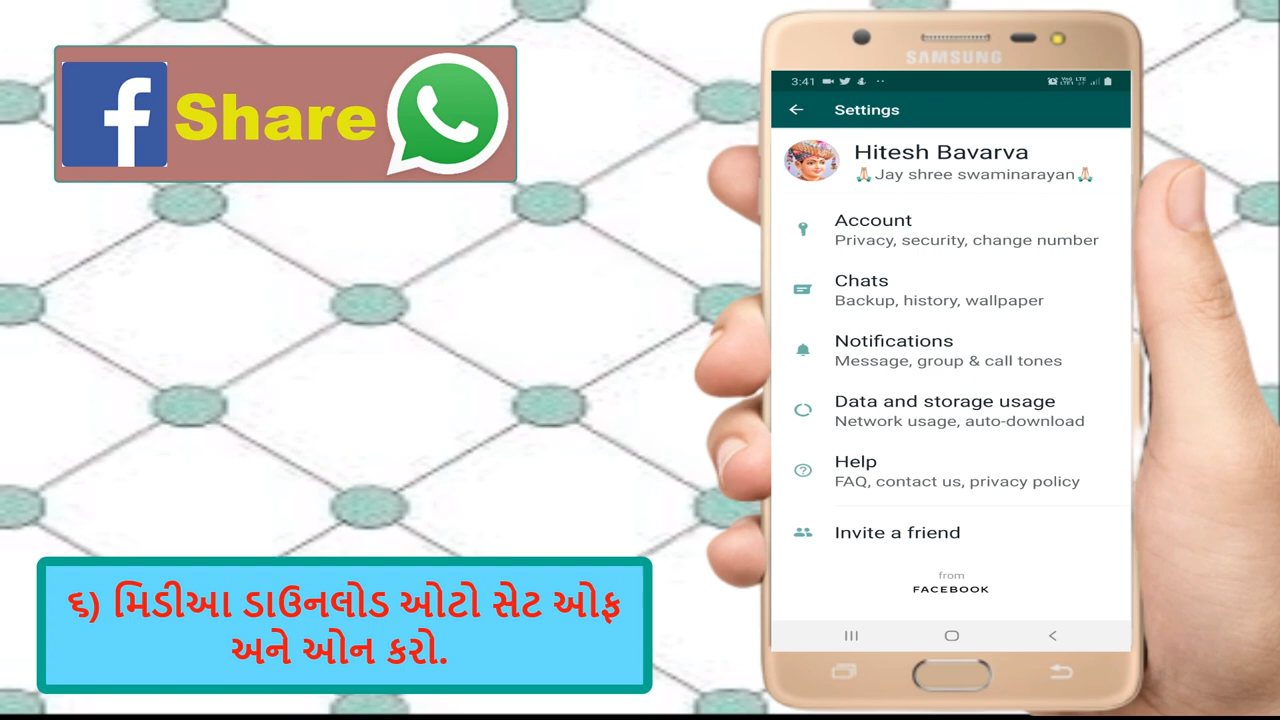 f Share
૬) મિડીઆ ડાઉનલોડ ઓટો સેટ ઓફ
અને ઓન કરો.
SAMSUNG
3:41
Settings
Hitesh Bavarva
🙏🏻Jay shree swaminarayan🙏🏻
Account
Privacy, security, change number
Chats
Backup, history, wallpaper
Notifications
Message, group & call tones
Data and storage usage
Network usage, auto-download
Help
FAQ, contact us, privacy policy
Invite a friend
from
FACEBOOK